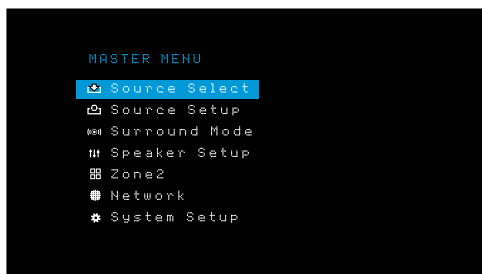 MASTER MENU
Source Select
Source Setup
Surround Mode
Speaker Setup
Zone2
Network
System Setup